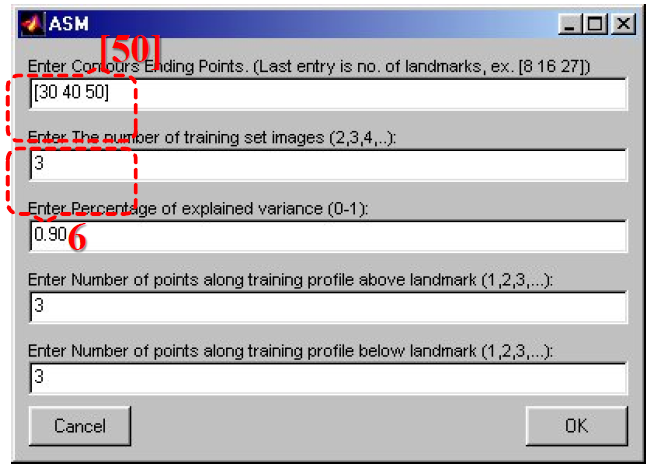 ASM
[50]
Enter Contours Ending Points. (Last entry is no. of landmarks, ex. [8 16 27])
[30 40 50]
Enter The number of training set images (2,3,4,..):
3
Enter Percentage of explained variance (0-1):
0.90
6
Enter Number of points along training profile above landmark (1,2,3,...):
3
Enter Number of points along training profile below landmark (1,2,3,...):
3
Cancel
OK